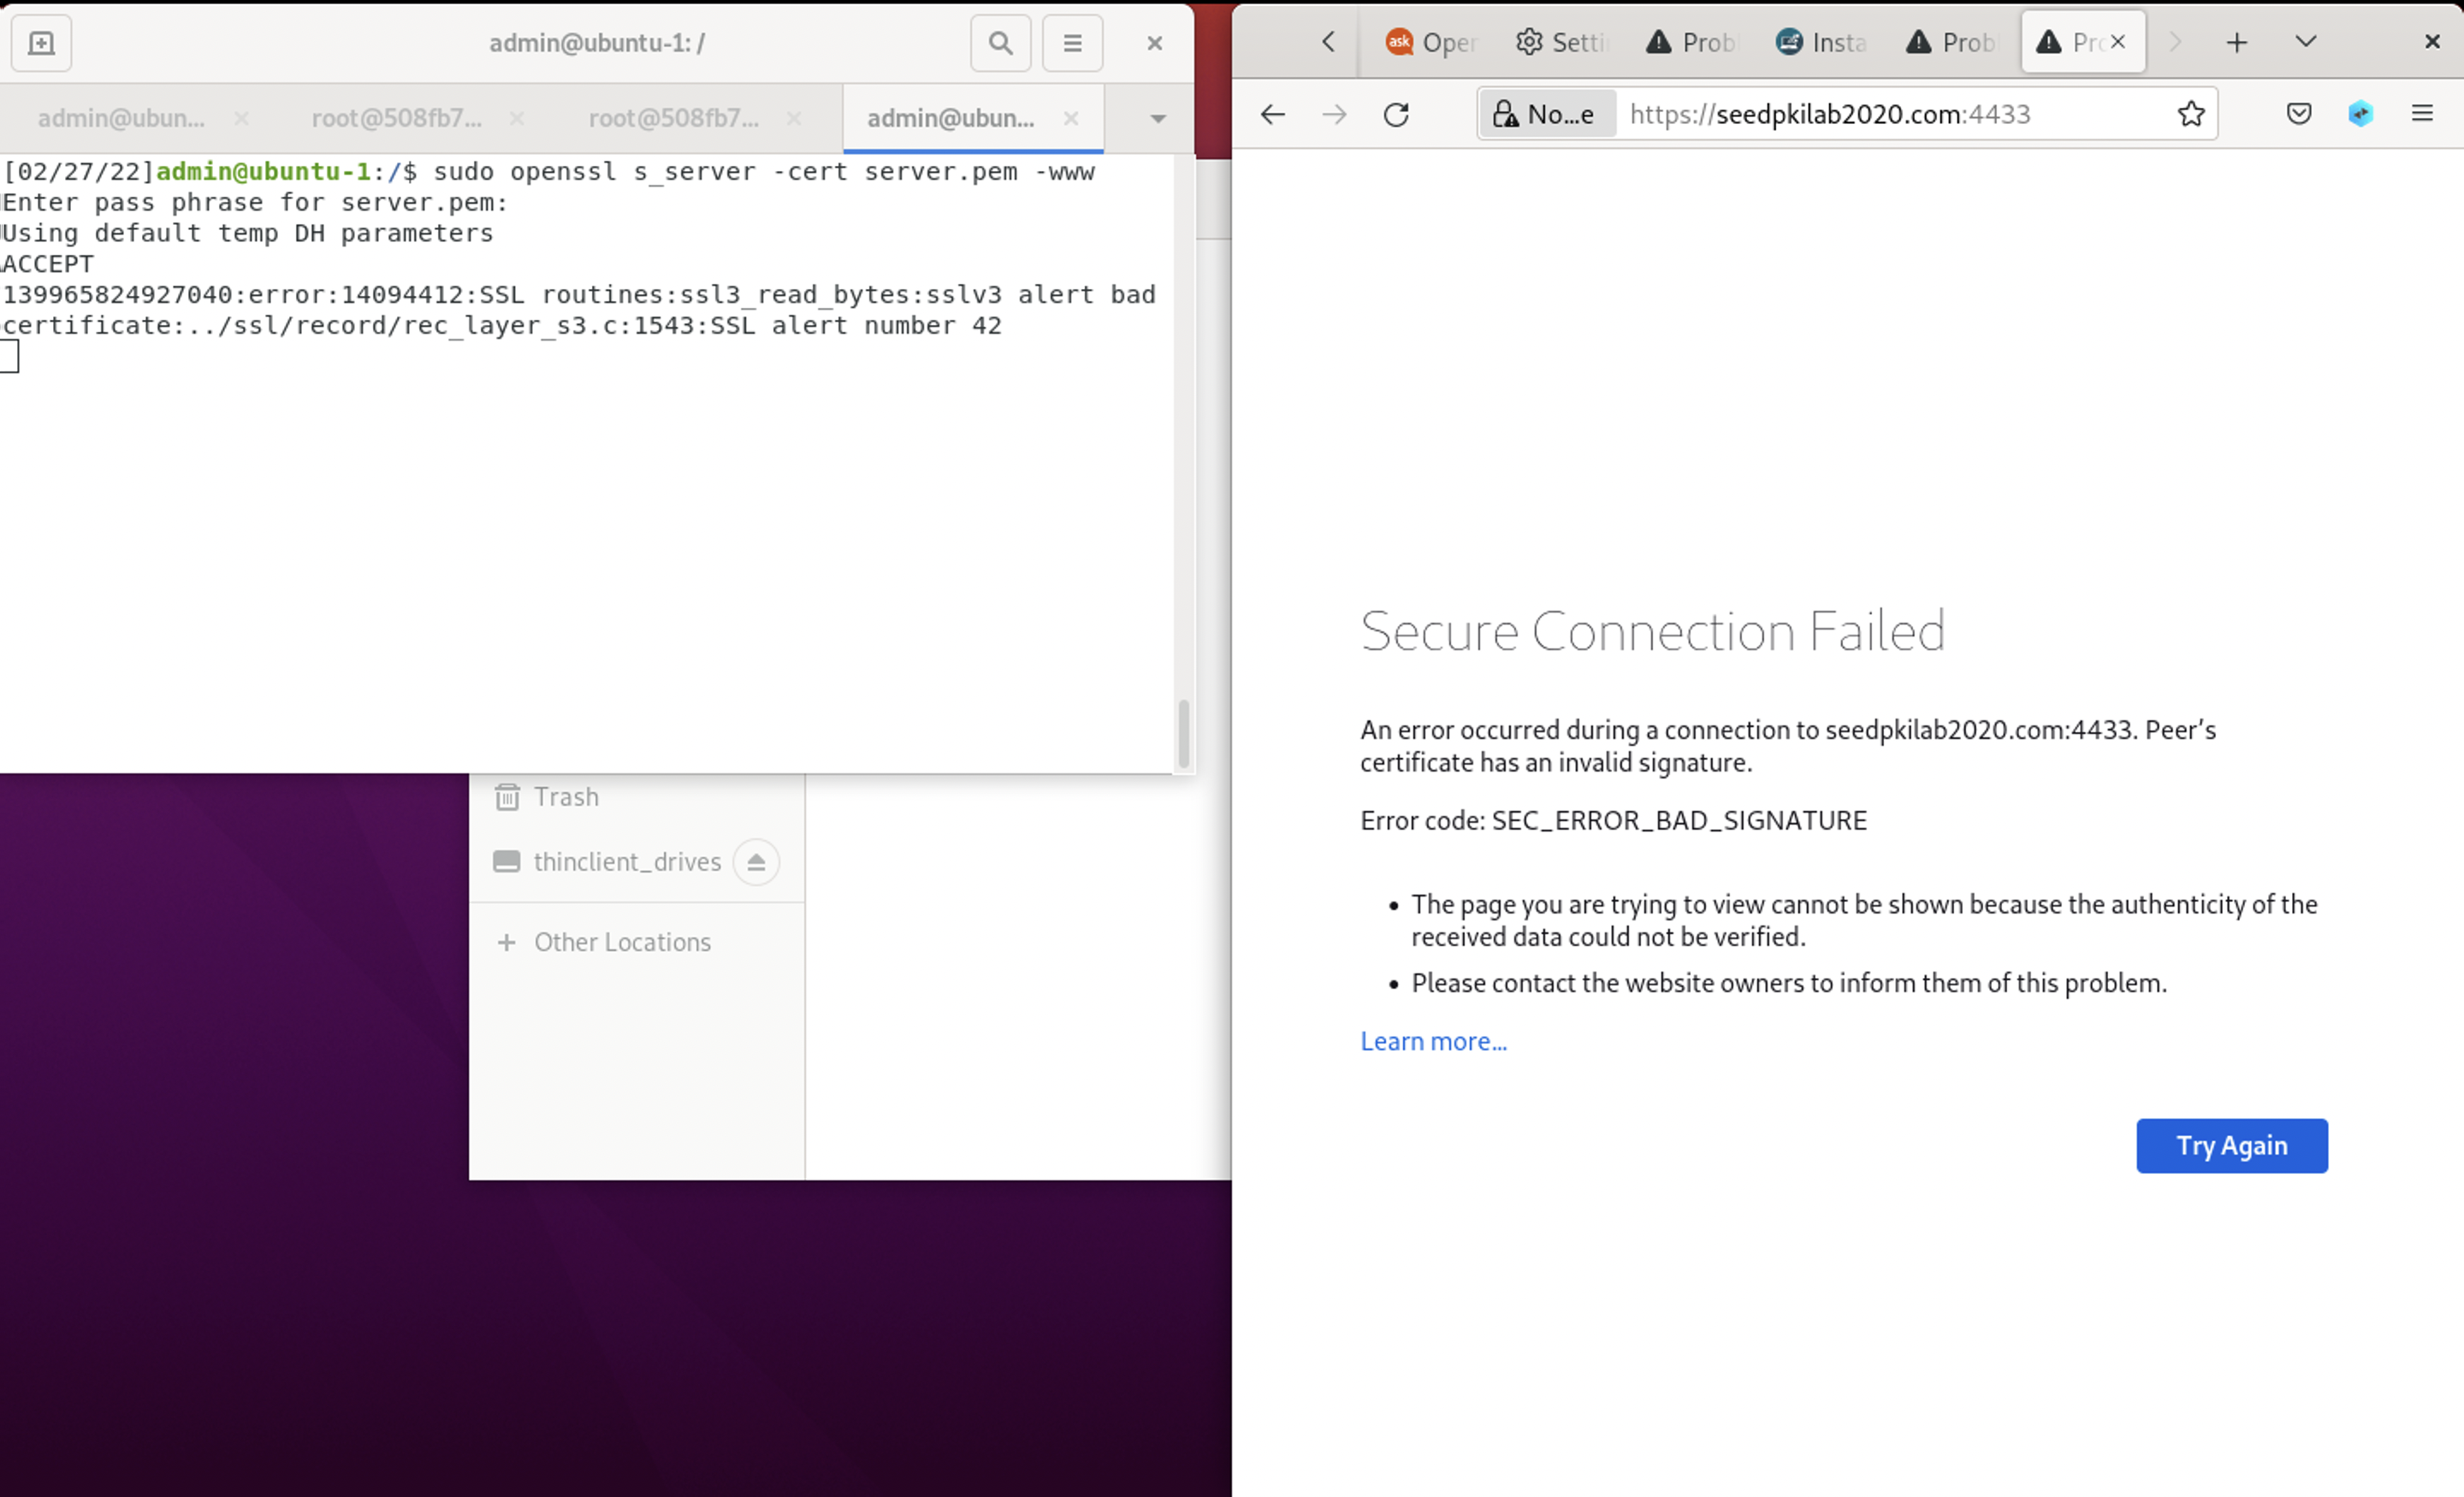 admin@ubuntu-1: /
admin@ubun...
root@508fb7...
root@508fb7...
admin@ubun...
[02/27/22]admin@ubuntu-1:/$ sudo openssl s_server -cert server.pem -www
Enter pass phrase for server.pem:
Using default temp DH parameters
ACCEPT
139965824927040:error:14094412:SSL routines:ssl3_read_bytes:sslv3 alert bad
certificate:../ssl/record/rec_layer_s3.c:1543:SSL alert number 42
Trash
thinclient_drives
Other Locations
ask
Oper
Setti
Prob
Insta
Prob
Pro
No...e
https://seedpkilab2020.com:4433
Secure Connection Failed
An error occurred during a connection to seedpkilab2020.com:4433. Peer’s
certificate has an invalid signature.
Error code: SEC_ERROR_BAD_SIGNATURE
• The page you are trying to view cannot be shown because the authenticity of the
received data could not be verified.
• Please contact the website owners to inform them of this problem.
Learn more…
Try Again